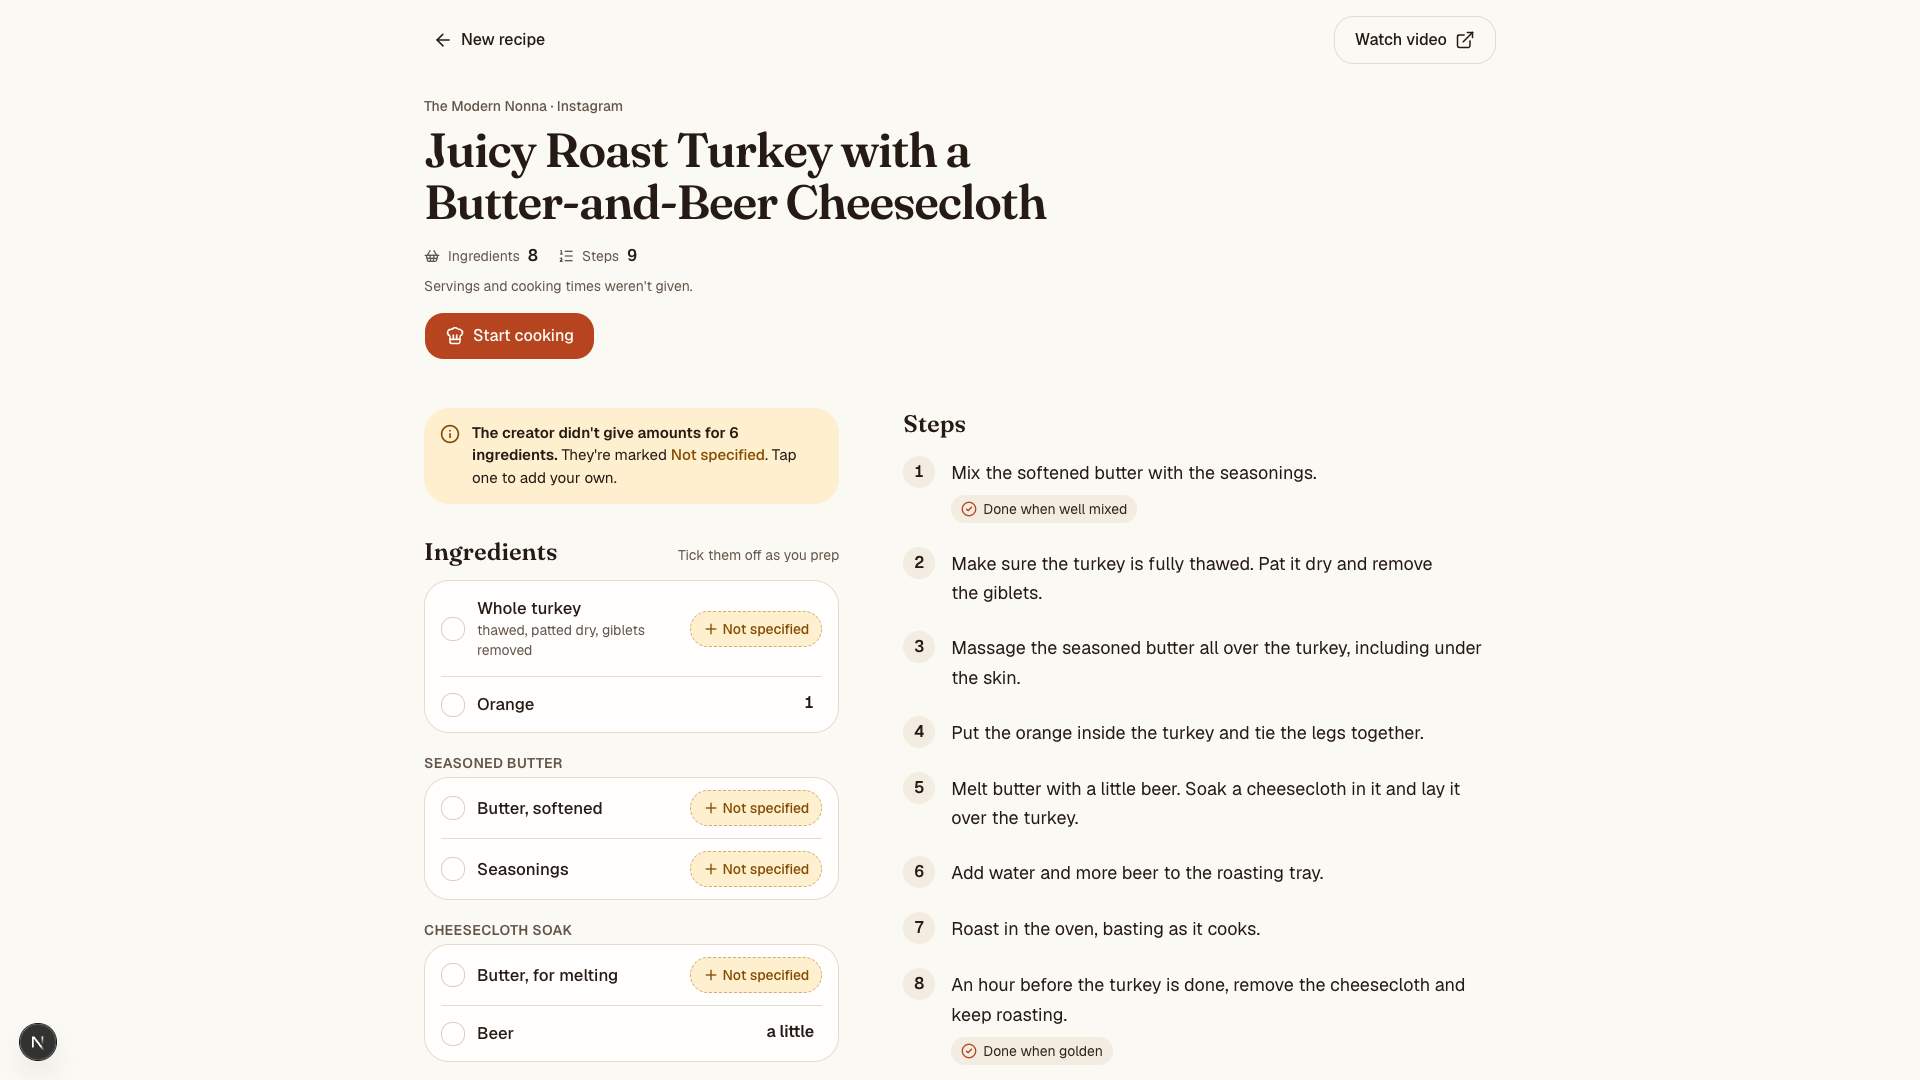 New recipe
Watch video
The Modern Nonna · Instagram
Juicy Roast Turkey with a
Butter-and-Beer Cheesecloth
Ingredients 8 Steps 9
Servings and cooking times weren't given.
Start cooking
The creator didn't give amounts for 6
ingredients. They're marked Not specified. Tap
one to add your own.
Ingredients
Tick them off as you prep
Whole turkey
thawed, patted dry, giblets
removed
+ Not specified
Orange
1
SEASONED BUTTER
Butter, softened
+ Not specified
Seasonings
+ Not specified
CHEESECLOTH SOAK
Butter, for melting
+ Not specified
Beer
a little
Steps
1 Mix the softened butter with the seasonings.
Done when well mixed
2 Make sure the turkey is fully thawed. Pat it dry and remove
the giblets.
3 Massage the seasoned butter all over the turkey, including under
the skin.
4 Put the orange inside the turkey and tie the legs together.
5 Melt butter with a little beer. Soak a cheesecloth in it and lay it
over the turkey.
6 Add water and more beer to the roasting tray.
7 Roast in the oven, basting as it cooks.
8 An hour before the turkey is done, remove the cheesecloth and
keep roasting.
Done when golden
N